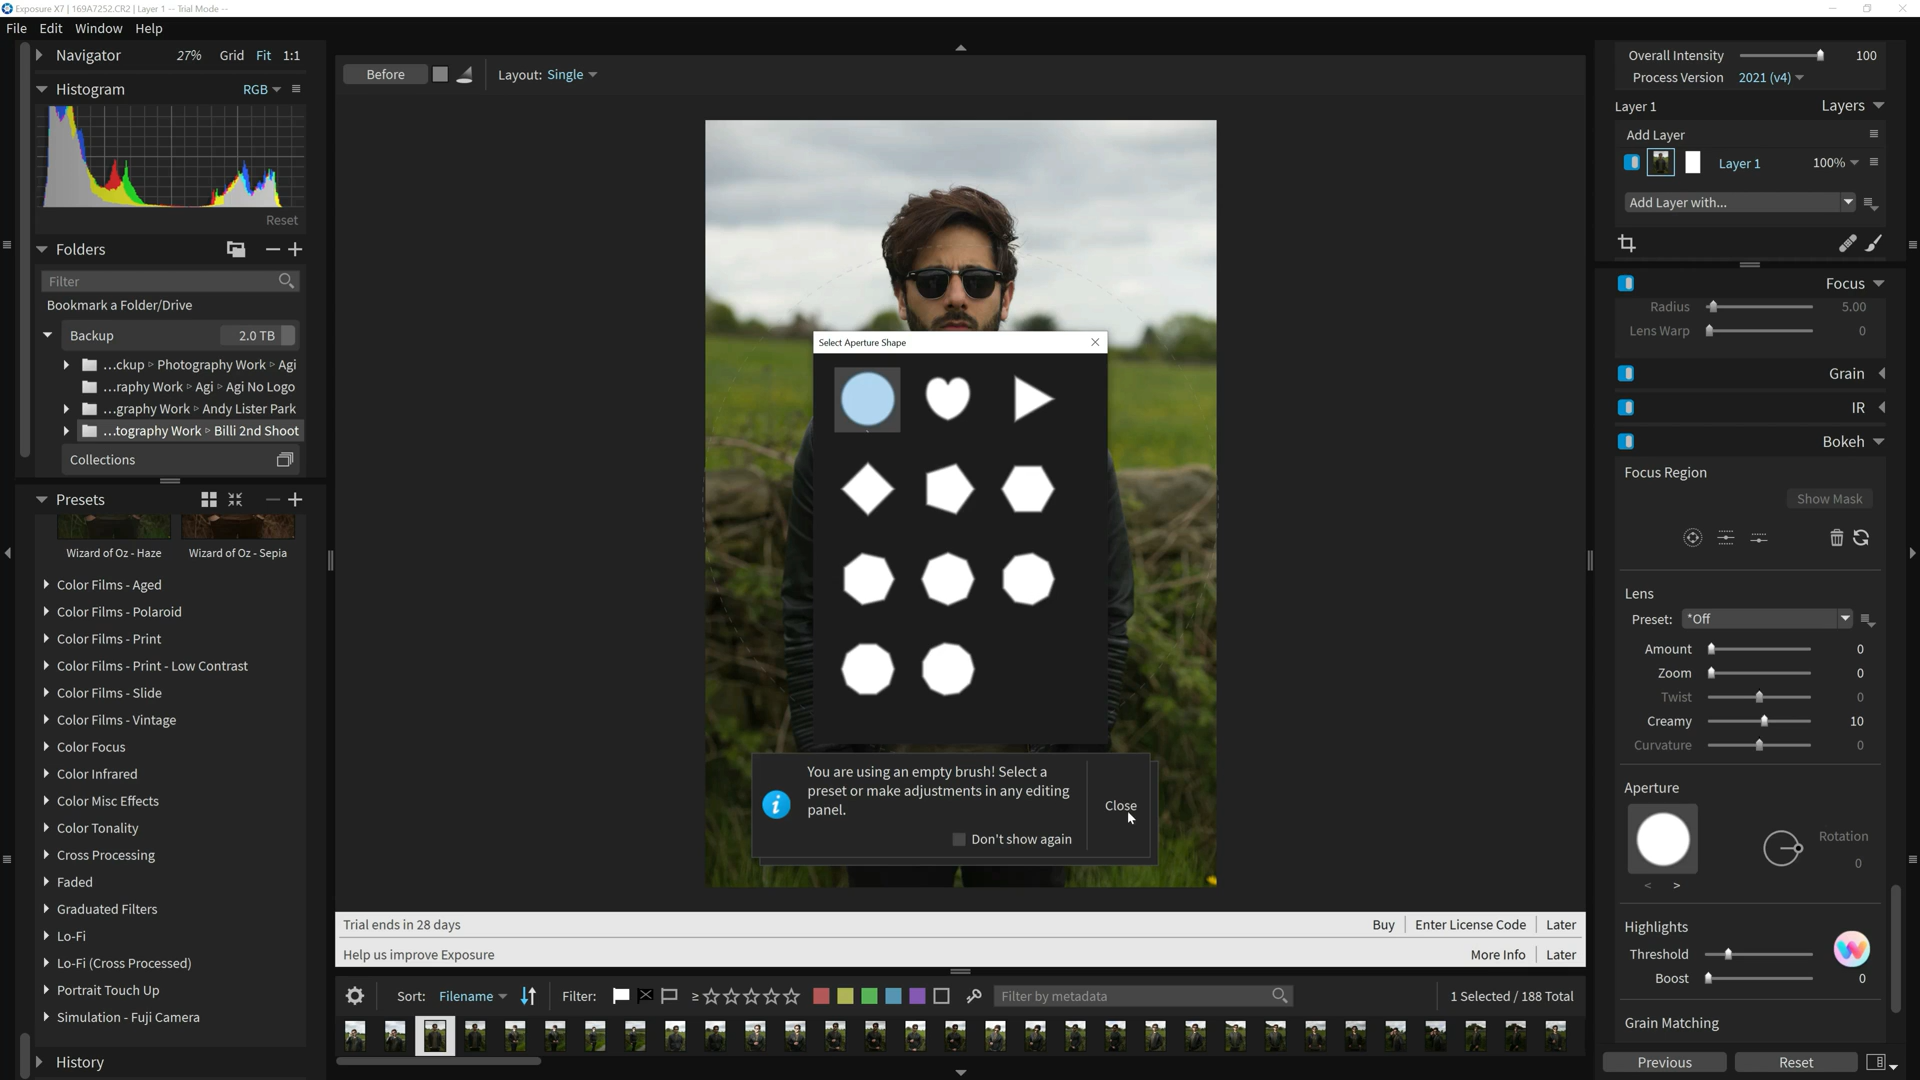 Exposure X7 | 169A7252.CR2 | Layer 1 -- Trial Mode --
File Edit Window Help
Navigator 27% Grid Fit 1:1
Histogram RGB
Reset
Folders
Filter
Bookmark a Folder/Drive
Backup 2.0 TB
...ckup ▹ Photography Work ▹ Agi
...raphy Work ▹ Agi ▹ Agi No Logo
...graphy Work ▹ Andy Lister Park
...tography Work ▹ Billi 2nd Shoot
Collections
Presets
Wizard of Oz - Haze Wizard of Oz - Sepia
Color Films - Aged
Color Films - Polaroid
Color Films - Print
Color Films - Print - Low Contrast
Color Films - Slide
Color Films - Vintage
Color Focus
Color Infrared
Color Misc Effects
Color Tonality
Cross Processing
Faded
Graduated Filters
Lo-Fi
Lo-Fi (Cross Processed)
Portrait Touch Up
Simulation - Fuji Camera
History
Before Layout: Single
Select Aperture Shape
You are using an empty brush! Select a
preset or make adjustments in any editing
panel.
Close
Don't show again
Trial ends in 28 days Buy Enter License Code Later
Help us improve Exposure More Info Later
Sort: Filename Filter: ≥ Filter by metadata 1 Selected / 188 Total
Overall Intensity 100
Process Version 2021 (v4)
Layer 1 Layers
Add Layer
Layer 1 100%
Add Layer with...
Focus
Radius 5.00
Lens Warp 0
Grain
IR
Bokeh
Focus Region
Show Mask
Lens
Preset: *Off
Amount 0
Zoom 0
Twist 0
Creamy 10
Curvature 0
Aperture
Rotation
0
< >
Highlights
Threshold
Boost 0
Grain Matching
Previous Reset